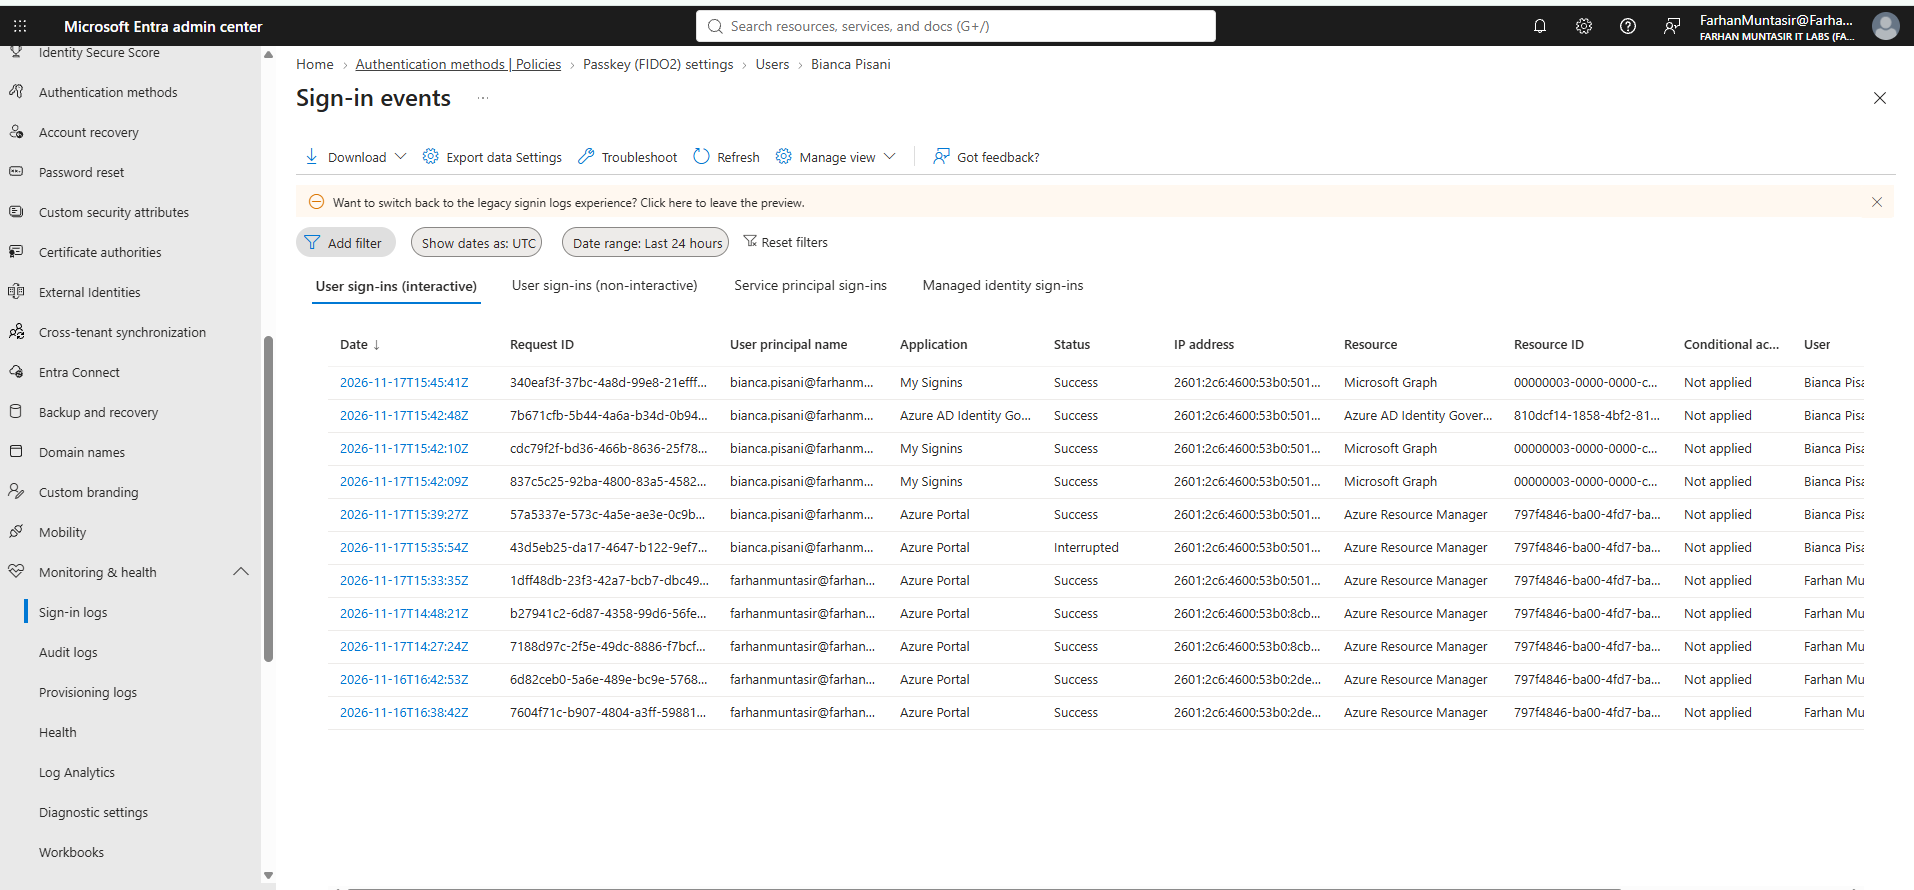 Microsoft Entra admin center
Search resources, services, and docs (G+/)
FarhanMuntasir@Farha...
FARHAN MUNTASIR IT LABS (FA...
Identity Secure Score
Authentication methods
Account recovery
Password reset
Custom security attributes
Certificate authorities
External Identities
Cross-tenant synchronization
Entra Connect
Backup and recovery
Domain names
Custom branding
Mobility
Monitoring & health
Sign-in logs
Audit logs
Provisioning logs
Health
Log Analytics
Diagnostic settings
Workbooks
Home > Authentication methods | Policies > Passkey (FIDO2) settings > Users > Bianca Pisani
Sign-in events ...
Download Export data Settings Troubleshoot Refresh Manage view Got feedback?
Want to switch back to the legacy signin logs experience? Click here to leave the preview.
Add filter Show dates as: UTC Date range: Last 24 hours Reset filters
User sign-ins (interactive) User sign-ins (non-interactive) Service principal sign-ins Managed identity sign-ins
Date ↓ Request ID User principal name Application Status IP address Resource Resource ID Conditional ac... User
2026-11-17T15:45:41Z 340eaf3f-37bc-4a8d-99e8-21efff... bianca.pisani@farhanm... My Signins Success 2601:2c6:4600:53b0:501... Microsoft Graph 00000003-0000-0000-c... Not applied Bianca Pisa
2026-11-17T15:42:48Z 7b671cfb-5b44-4a6a-b34d-0b94... bianca.pisani@farhanm... Azure AD Identity Go... Success 2601:2c6:4600:53b0:501... Azure AD Identity Gover... 810dcf14-1858-4bf2-81... Not applied Bianca Pisa
2026-11-17T15:42:10Z cdc79f2f-bd36-466b-8636-25f78... bianca.pisani@farhanm... My Signins Success 2601:2c6:4600:53b0:501... Microsoft Graph 00000003-0000-0000-c... Not applied Bianca Pisa
2026-11-17T15:42:09Z 837c5c25-92ba-4800-83a5-4582... bianca.pisani@farhanm... My Signins Success 2601:2c6:4600:53b0:501... Microsoft Graph 00000003-0000-0000-c... Not applied Bianca Pisa
2026-11-17T15:39:27Z 57a5337e-573c-4a5e-ae3e-0c9b... bianca.pisani@farhanm... Azure Portal Success 2601:2c6:4600:53b0:501... Azure Resource Manager 797f4846-ba00-4fd7-ba... Not applied Bianca Pisa
2026-11-17T15:35:54Z 43d5eb25-da17-4647-b122-9ef7... bianca.pisani@farhanm... Azure Portal Interrupted 2601:2c6:4600:53b0:501... Azure Resource Manager 797f4846-ba00-4fd7-ba... Not applied Bianca Pisa
2026-11-17T15:33:35Z 1dff48db-23f3-42a7-bcb7-dbc49... farhanmuntasir@farhan... Azure Portal Success 2601:2c6:4600:53b0:501... Azure Resource Manager 797f4846-ba00-4fd7-ba... Not applied Farhan Mu
2026-11-17T14:48:21Z b27941c2-6d87-4358-99d6-56fe... farhanmuntasir@farhan... Azure Portal Success 2601:2c6:4600:53b0:8cb... Azure Resource Manager 797f4846-ba00-4fd7-ba... Not applied Farhan Mu
2026-11-17T14:27:24Z 7188d97c-2f5e-49dc-8886-f7bcf... farhanmuntasir@farhan... Azure Portal Success 2601:2c6:4600:53b0:8cb... Azure Resource Manager 797f4846-ba00-4fd7-ba... Not applied Farhan Mu
2026-11-16T16:42:53Z 6d82ceb0-5a6e-489e-bc9e-5768... farhanmuntasir@farhan... Azure Portal Success 2601:2c6:4600:53b0:2de... Azure Resource Manager 797f4846-ba00-4fd7-ba... Not applied Farhan Mu
2026-11-16T16:38:42Z 7604f71c-b907-4804-a3ff-59881... farhanmuntasir@farhan... Azure Portal Success 2601:2c6:4600:53b0:2de... Azure Resource Manager 797f4846-ba00-4fd7-ba... Not applied Farhan Mu